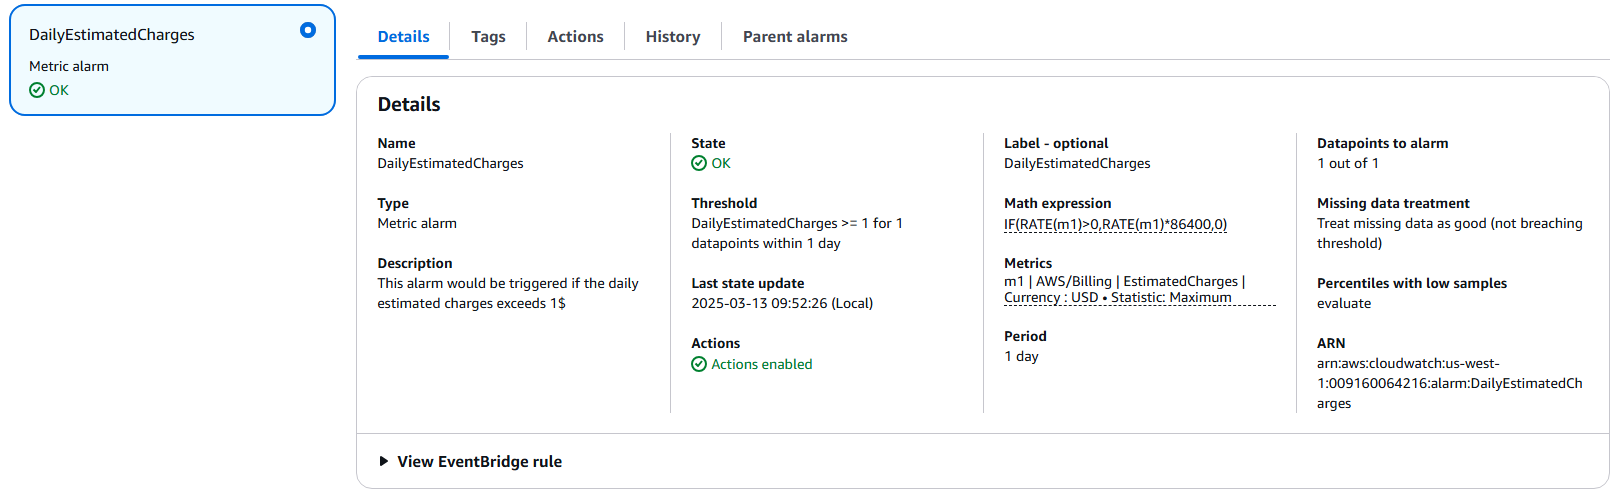 DailyEstimatedCharges
Metric alarm
OK
Details
Tags
Actions
History
Parent alarms
Details
Name
DailyEstimatedCharges
Type
Metric alarm
Description
This alarm would be triggered if the daily
estimated charges exceeds 1$
State
OK
Threshold
DailyEstimatedCharges >= 1 for 1
datapoints within 1 day
Last state update
2025-03-13 09:52:26 (Local)
Actions
Actions enabled
Label - optional
DailyEstimatedCharges
Math expression
IF(RATE(m1)>0,RATE(m1)*86400,0)
Metrics
m1 | AWS/Billing | EstimatedCharges |
Currency : USD • Statistic: Maximum
Period
1 day
Datapoints to alarm
1 out of 1
Missing data treatment
Treat missing data as good (not breaching
threshold)
Percentiles with low samples
evaluate
ARN
arn:aws:cloudwatch:us-west-
1:009160064216:alarm:DailyEstimatedCh
arges
View EventBridge rule